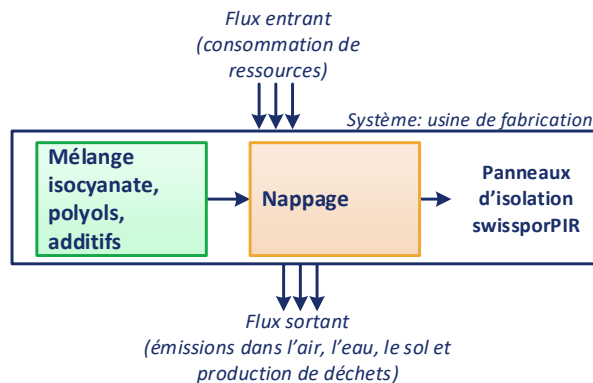 Flux entrant
(consommation de
ressources)
Système: usine de fabrication
Mélange
isocyanate,
polyols,
additifs
Nappage
Panneaux
d’isolation
swissporPIR
Flux sortant
(émissions dans l’air, l’eau, le sol et
production de déchets)